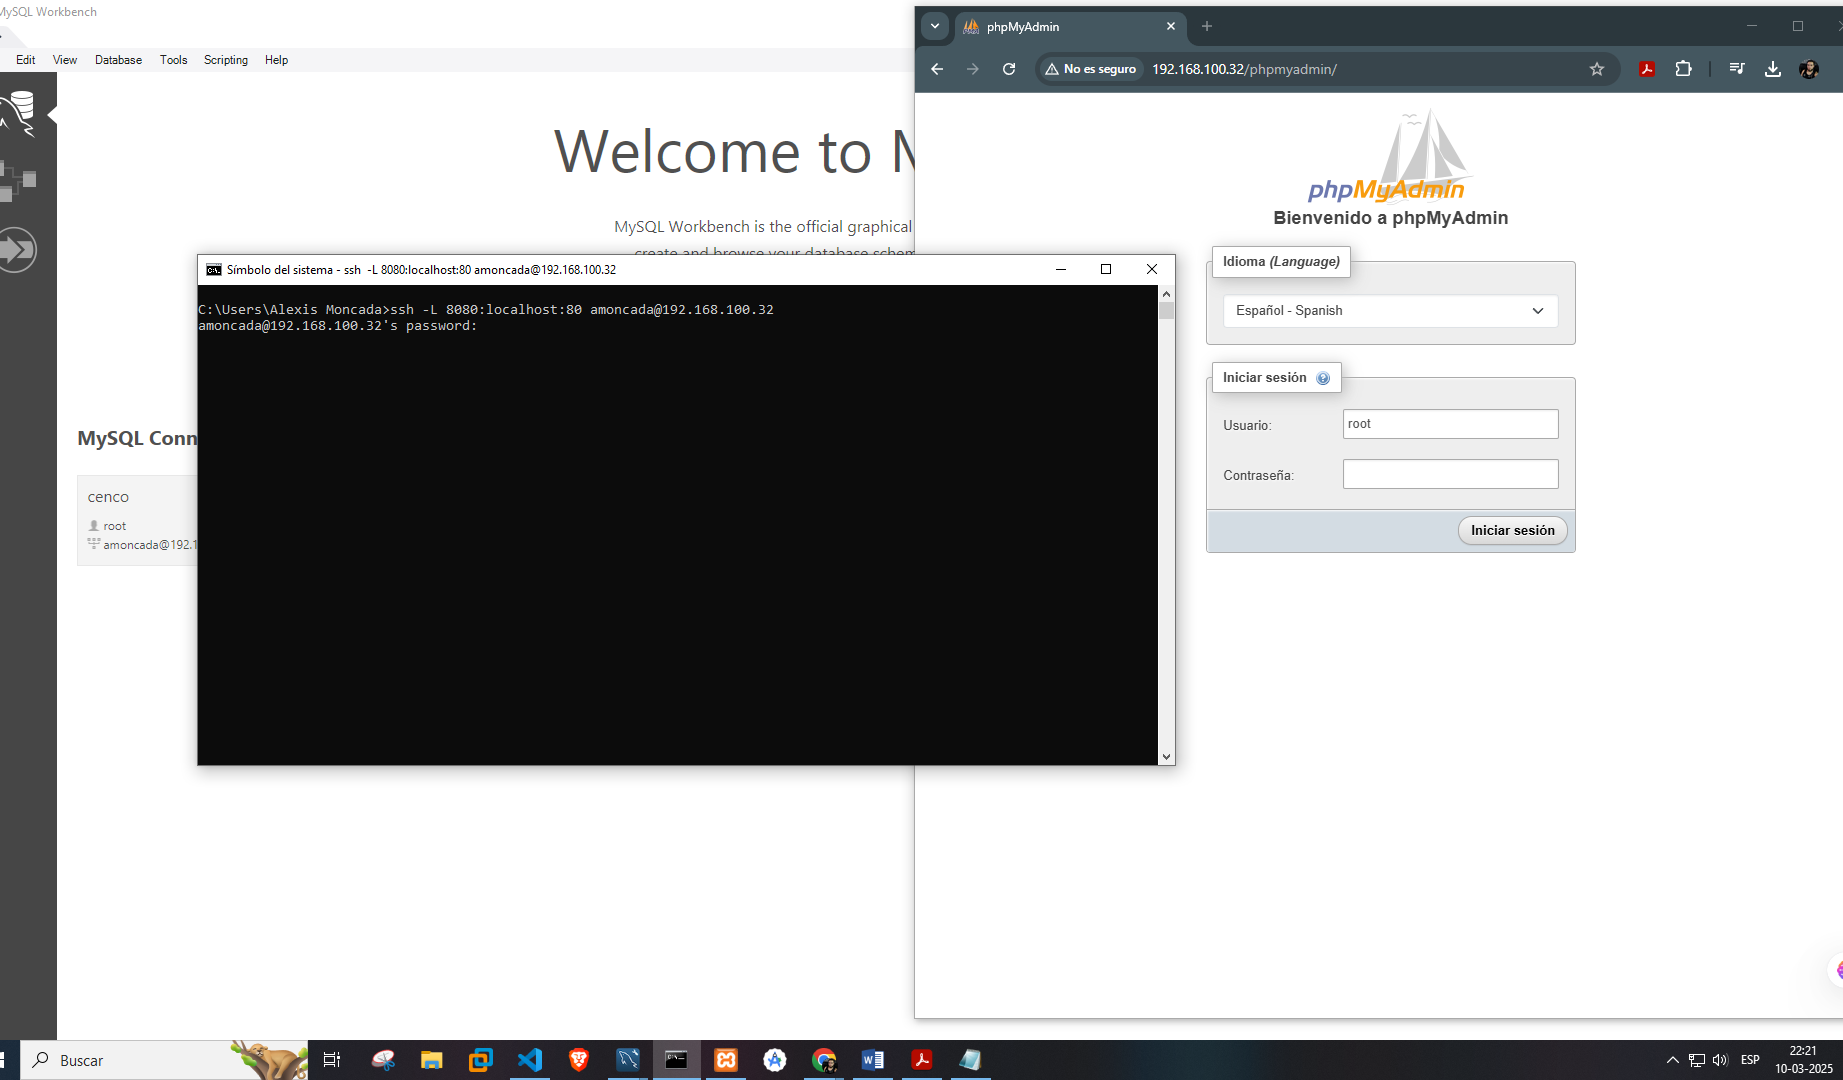 MySQL Workbench
Edit View Database Tools Scripting Help
Welcome to
MySQL Workbench is the official graphical
create and browse your database schem
MySQL Conn
cenco
root
amoncada@192.1
Símbolo del sistema - ssh -L 8080:localhost:80 amoncada@192.168.100.32
C:\Users\Alexis Moncada>ssh -L 8080:localhost:80 amoncada@192.168.100.32
amoncada@192.168.100.32's password:
phpMyAdmin
No es seguro 192.168.100.32/phpmyadmin/
phpMyAdmin
Bienvenido a phpMyAdmin
Idioma (Language)
Español - Spanish
Iniciar sesión
Usuario: root
Contraseña:
Iniciar sesión
Buscar
ESP
22:21
10-03-2025